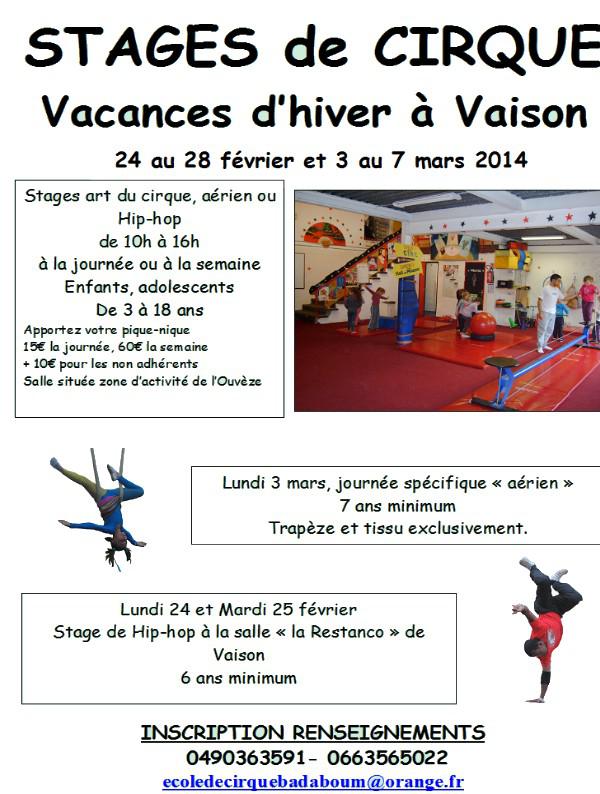 STAGES de CIRQUE
Vacances d'hiver à Vaison
24 au 28 février et 3 au 7 mars 2014
Stages art du cirque, aérien ou
Hip-hop
de 10h à 16h
à la journée ou à la semaine
Enfants, adolescents
De 3 à 18 ans
Apportez votre pique-nique
15€ la journée, 60€ la semaine
+ 10€ pour les non adhérents
Salle située zone d'activité de l'Ouvèze
Lundi 3 mars, journée spécifique « aérien »
7 ans minimum
Trapèze et tissu exclusivement.
Lundi 24 et Mardi 25 février
Stage de Hip-hop à la salle « la Restanco » de
Vaison
6 ans minimum
INSCRIPTION RENSEIGNEMENTS
0490363591- 0663565022
ecoledecirquebadaboum@orange.fr